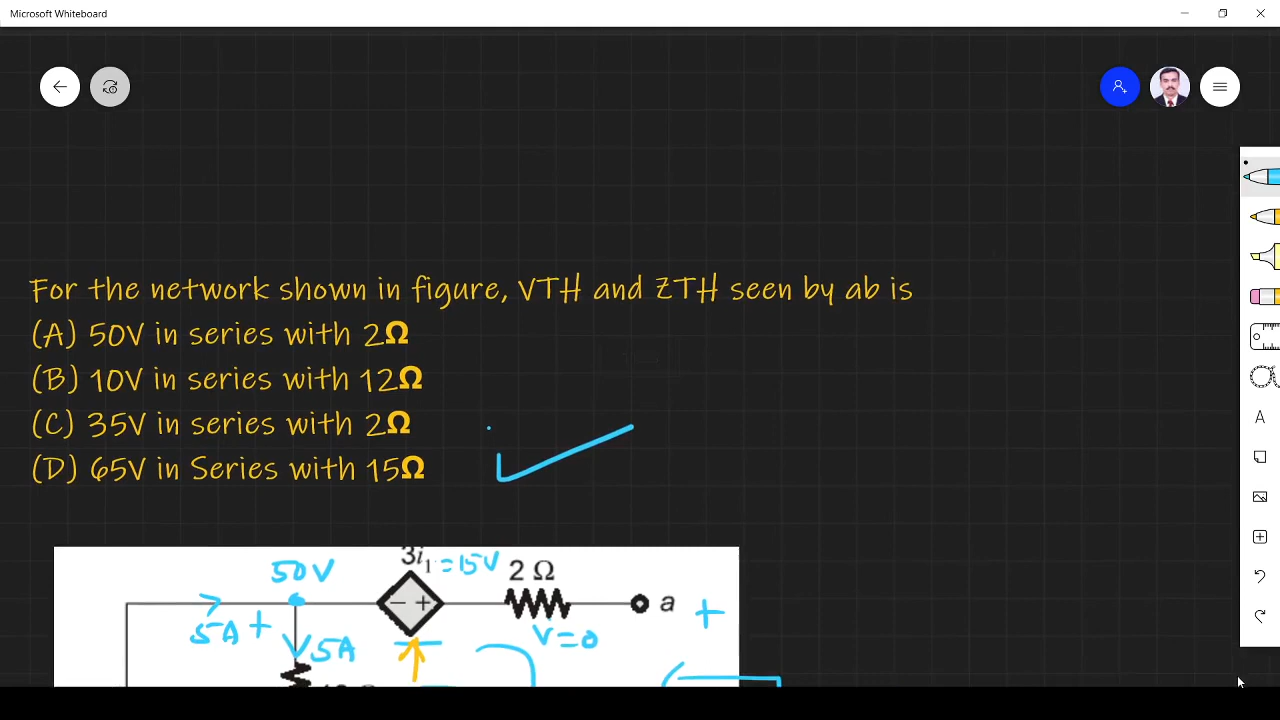 Microsoft Whiteboard
For the network shown in figure, VTH and ZTH seen by ab is
(A) 50V in series with 2Ω
(B) 10V in series with 12Ω
(C) 35V in series with 2Ω
(D) 65V in Series with 15Ω
3i₁ = 15V
50V
2 Ω
- +
a +
5A +
5A
V=0
A